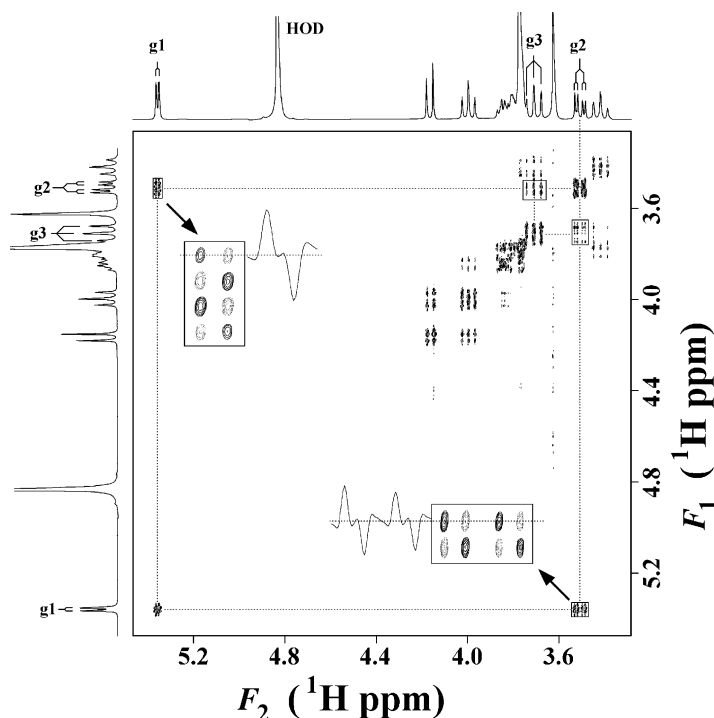 g1
HOD
g3
g2
g2
g3
g1
3.6
4.0
4.4
4.8
5.2
F₁ (¹H ppm)
5.2 4.8 4.4 4.0 3.6
F₂ (¹H ppm)